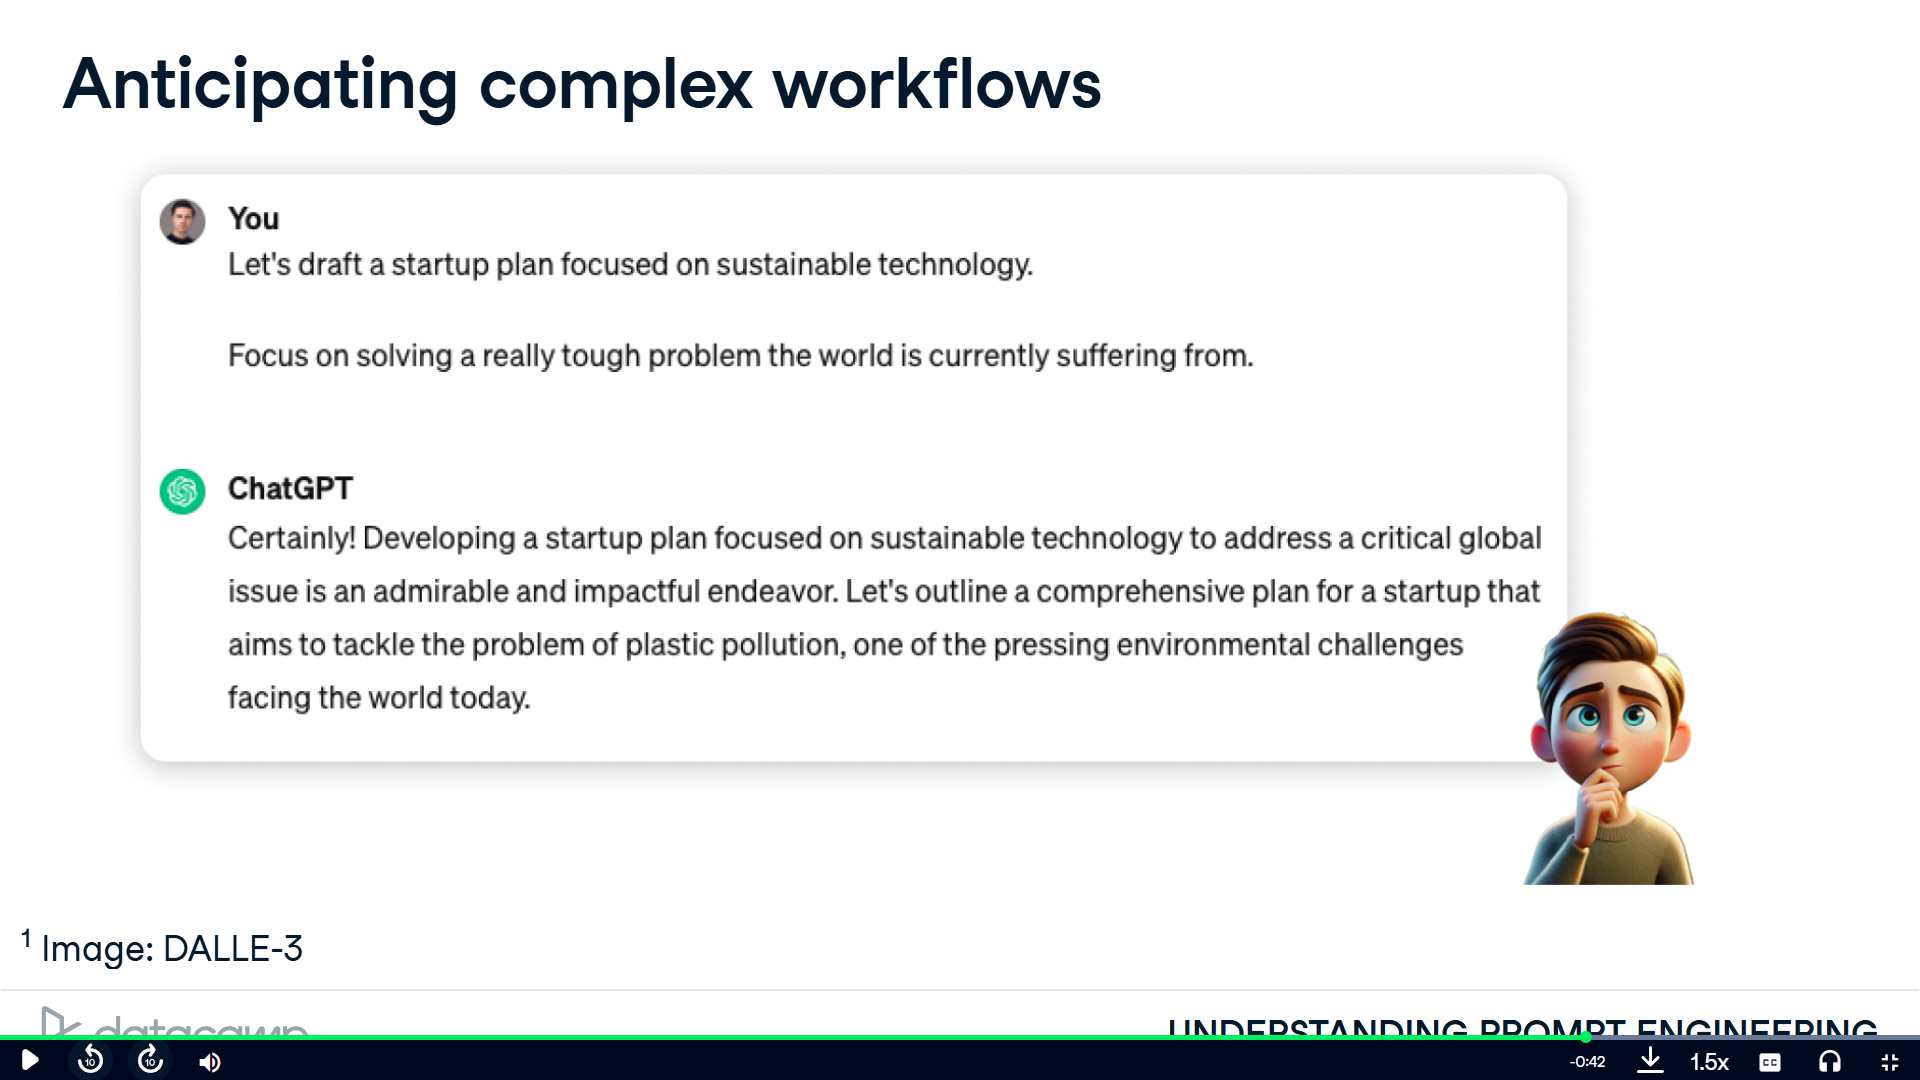 Anticipating complex workflows
You
Let's draft a startup plan focused on sustainable technology.
Focus on solving a really tough problem the world is currently suffering from.
ChatGPT
Certainly! Developing a startup plan focused on sustainable technology to address a critical global
issue is an admirable and impactful endeavor. Let's outline a comprehensive plan for a startup that
aims to tackle the problem of plastic pollution, one of the pressing environmental challenges
facing the world today.
1 Image: DALLE-3
datacamp
UNDERSTANDING PROMPT ENGINEERING
10
10
-0:42
1.5x
CC